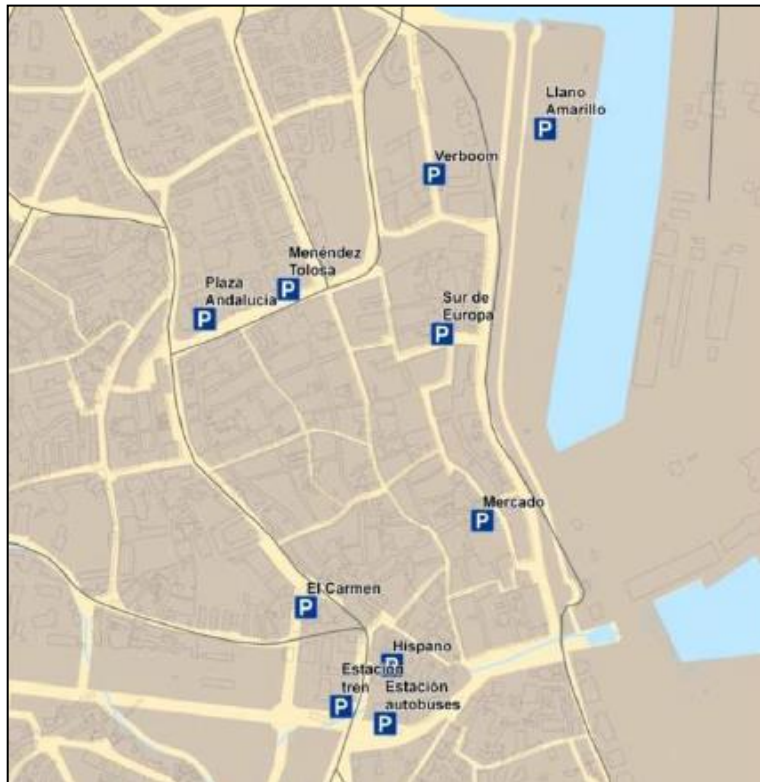 Llano
Amarillo
P
Verboom
P
Menéndez
Tolosa
P
Plaza
Andalucía
P
Sur de
Europa
P
Mercado
P
El Carmen
P
Hispano
P
Estación
tren
P
Estación
autobuses
P